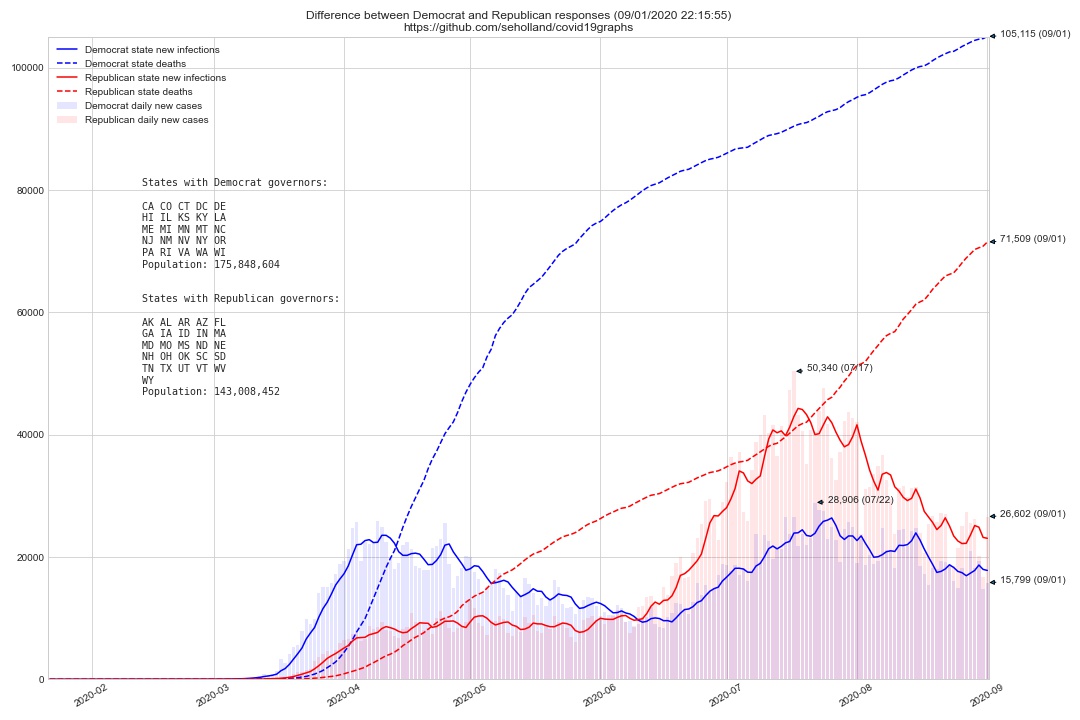 Difference between Democrat and Republican responses (09/01/2020 22:15:55)
https://github.com/seholland/covid19graphs
Democrat state new infections
Democrat state deaths
Republican state new infections
Republican state deaths
Democrat daily new cases
Republican daily new cases
105,115 (09/01)
100000
80000
60000
40000
20000
0
States with Democrat governors:
CA CO CT DC DE
HI IL KS KY LA
ME MI MN MT NC
NJ NM NV NY OR
PA RI VA WA WI
Population: 175,848,604
States with Republican governors:
AK AL AR AZ FL
GA IA ID IN MA
MD MO MS ND NE
NH OH OK SC SD
TN TX UT VT WV
WY
Population: 143,008,452
71,509 (09/01)
50,340 (07/17)
28,906 (07/22)
26,602 (09/01)
15,799 (09/01)
2020-02
2020-03
2020-04
2020-05
2020-06
2020-07
2020-08
2020-09